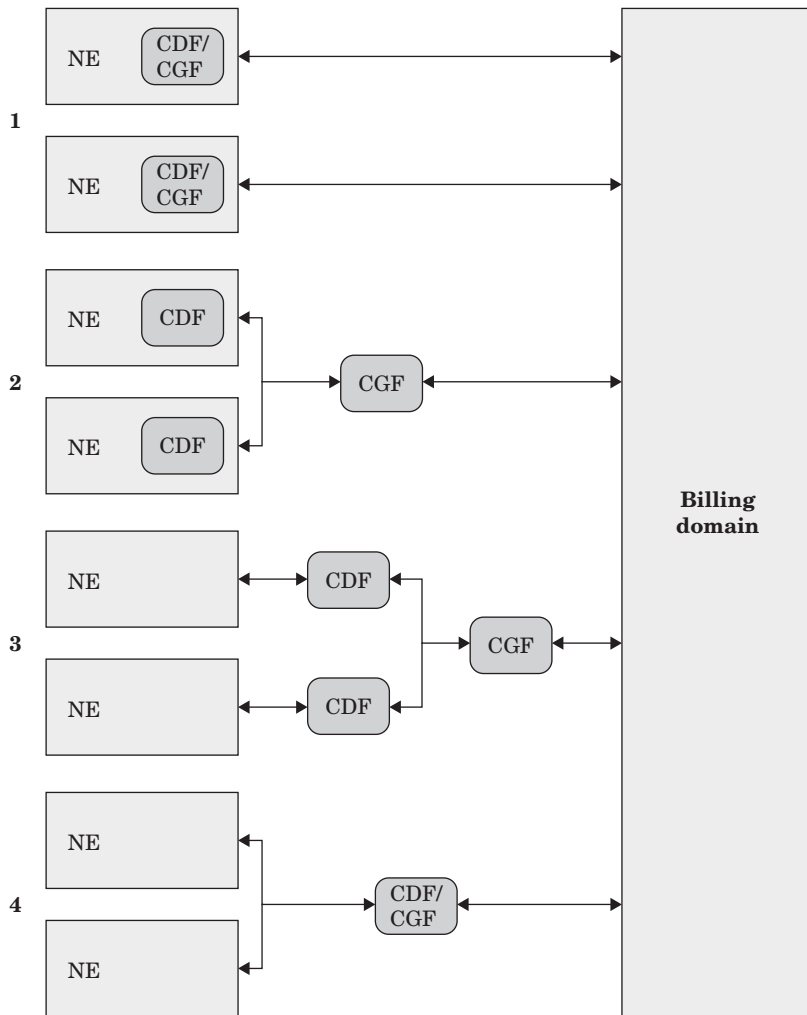 NE
CDF/
CGF
1
NE
CDF/
CGF
NE
CDF
2
CGF
NE
CDF
Billing
domain
NE
CDF
3
CGF
NE
CDF
NE
4
CDF/
CGF
NE